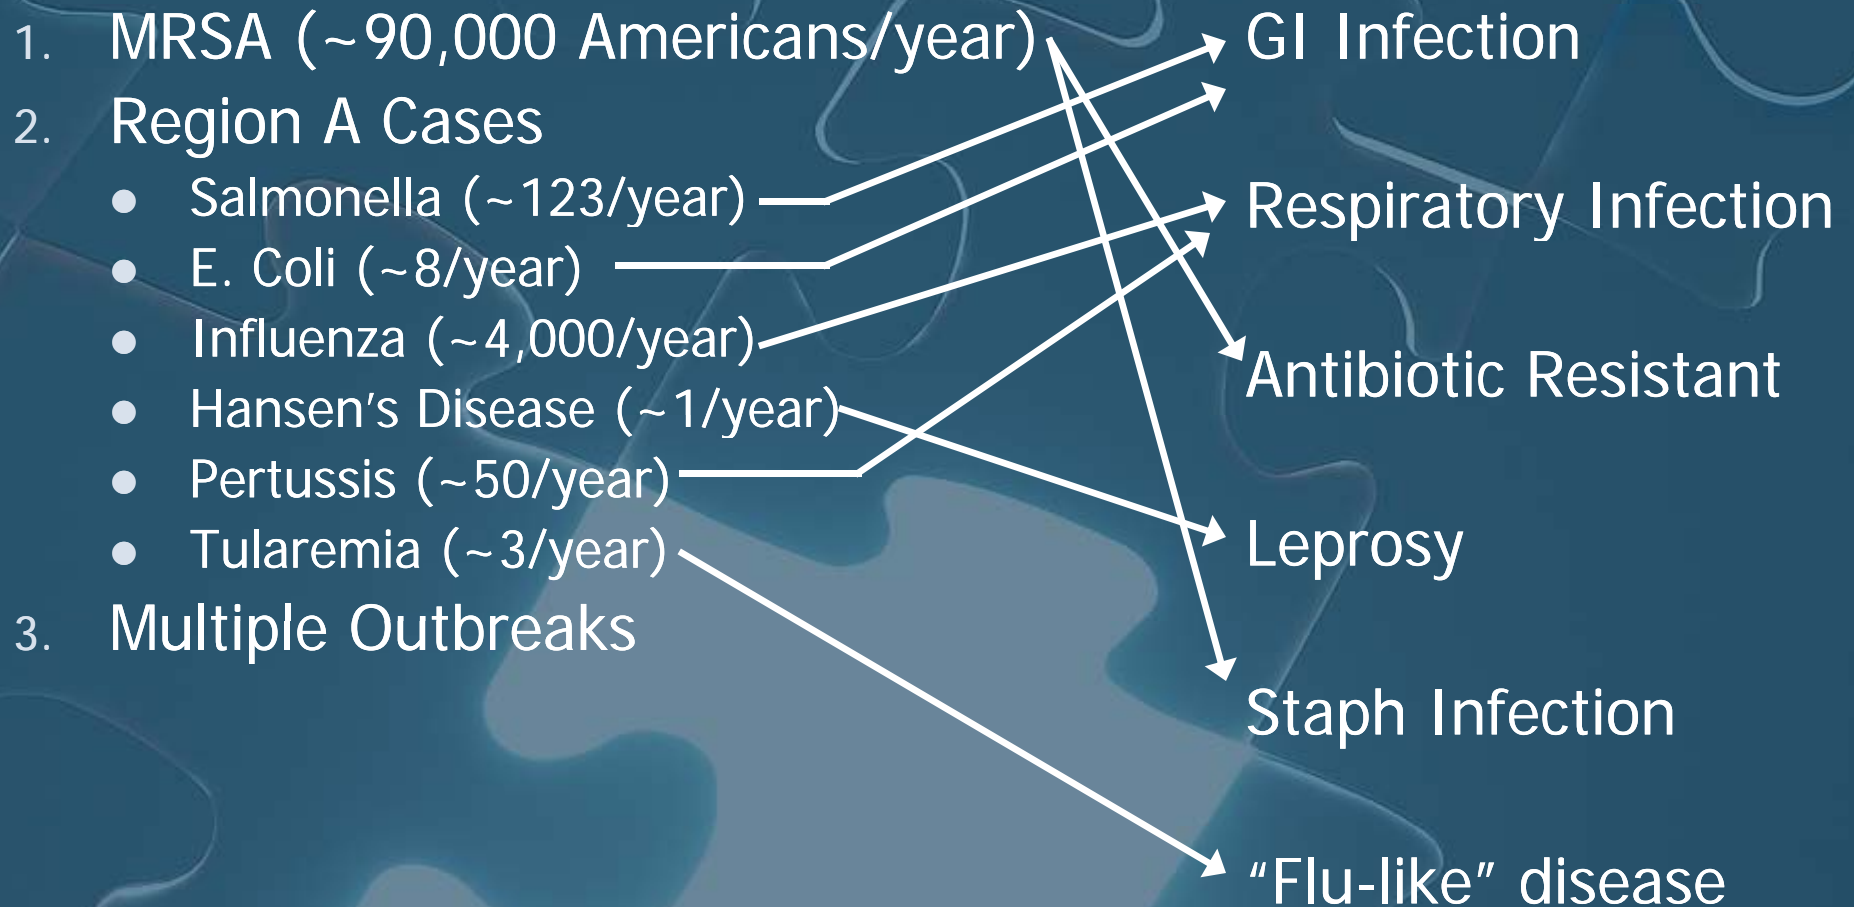 1. MRSA (~90,000 Americans/year)
2. Region A Cases
● Salmonella (~123/year)
● E. Coli (~8/year)
● Influenza (~4,000/year)
● Hansen's Disease (~1/year)
● Pertussis (~50/year)
● Tularemia (~3/year)
3. Multiple Outbreaks
GI Infection
Respiratory Infection
Antibiotic Resistant
Leprosy
Staph Infection
"Flu-like" disease